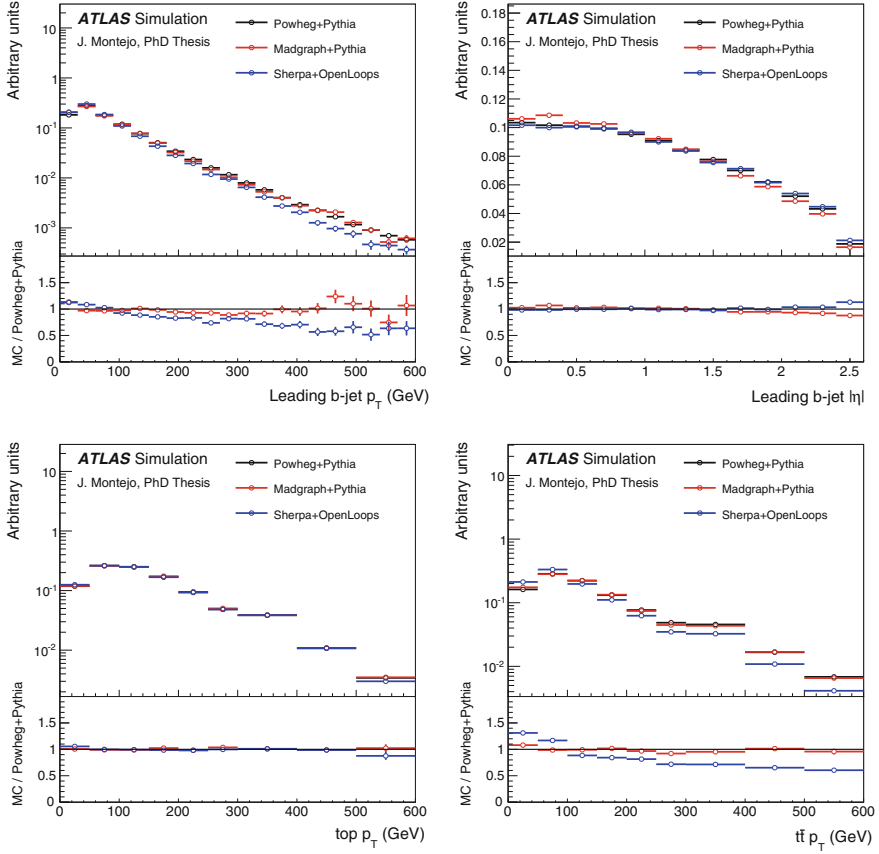 Arbitrary units
ATLAS Simulation
J. Montejo, PhD Thesis
Powheg+Pythia
Madgraph+Pythia
Sherpa+OpenLoops
10
1
10⁻¹
10⁻²
10⁻³
MC / Powheg+Pythia
1.5
1
0.5
0
0 100 200 300 400 500 600
Leading b-jet p_T (GeV)
Arbitrary units
ATLAS Simulation
J. Montejo, PhD Thesis
Powheg+Pythia
Madgraph+Pythia
Sherpa+OpenLoops
0.18
0.16
0.14
0.12
0.1
0.08
0.06
0.04
0.02
MC / Powheg+Pythia
1.5
1
0.5
0
0 0.5 1 1.5 2 2.5
Leading b-jet |η|
Arbitrary units
ATLAS Simulation
J. Montejo, PhD Thesis
Powheg+Pythia
Madgraph+Pythia
Sherpa+OpenLoops
10
1
10⁻¹
10⁻²
MC / Powheg+Pythia
1.5
1
0.5
0
0 100 200 300 400 500 600
top p_T (GeV)
Arbitrary units
ATLAS Simulation
J. Montejo, PhD Thesis
Powheg+Pythia
Madgraph+Pythia
Sherpa+OpenLoops
10
1
10⁻¹
10⁻²
MC / Powheg+Pythia
1.5
1
0.5
0
0 100 200 300 400 500 600
tt̄ p_T (GeV)